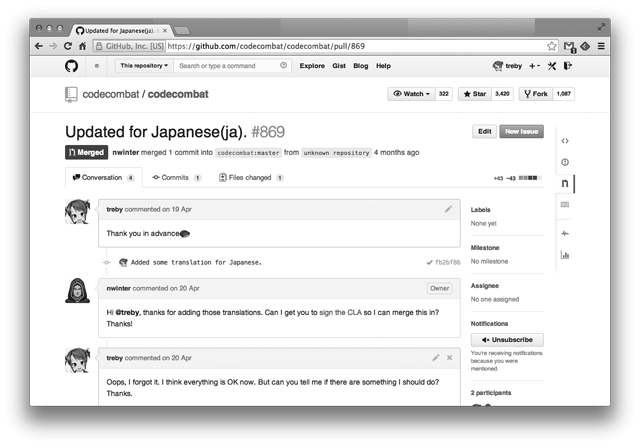 Updated for Japanese(ja).
GitHub, Inc. [US] https://github.com/codecombat/codecombat/pull/869
This repository Search or type a command Explore Gist Blog Help treby
codecombat / codecombat Watch 322 Star 3,420 Fork 1,087
Updated for Japanese(ja). #869 Edit New Issue
Merged nwinter merged 1 commit into codecombat:master from unknown repository 4 months ago
Conversation 4 Commits 1 Files changed 1 +43 −43
treby commented on 19 Apr
Thank you in advance
Added some translation for Japanese. fb2bf86
nwinter commented on 20 Apr Owner
Hi @treby, thanks for adding those translations. Can I get you to sign the CLA so I can merge this in?
Thanks!
treby commented on 20 Apr
Oops, I forgot it. I think everything is OK now. But can you tell me if there are something I should do?
Thanks.
Labels
None yet
Milestone
No milestone
Assignee
No one assigned
Notifications
Unsubscribe
You're receiving notifications
because you were
mentioned.
2 participants